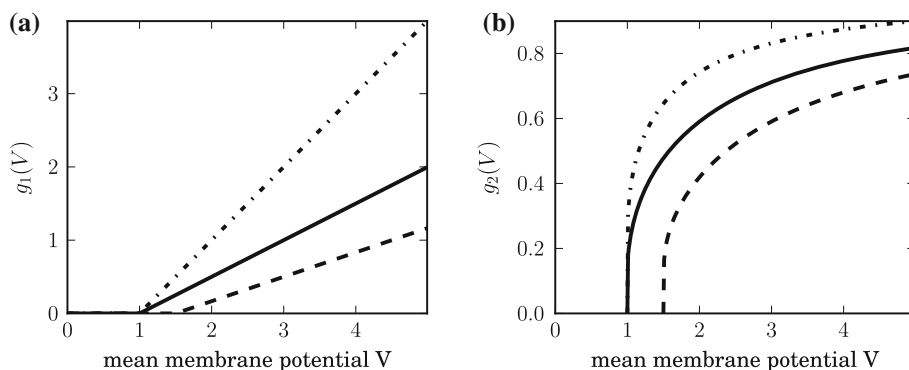 (a)
4
3
2
1
0
g₁(V)
0 1 2 3 4
mean membrane potential V
(b)
0.8
0.6
0.4
0.2
0.0
g₂(V)
0 1 2 3 4
mean membrane potential V